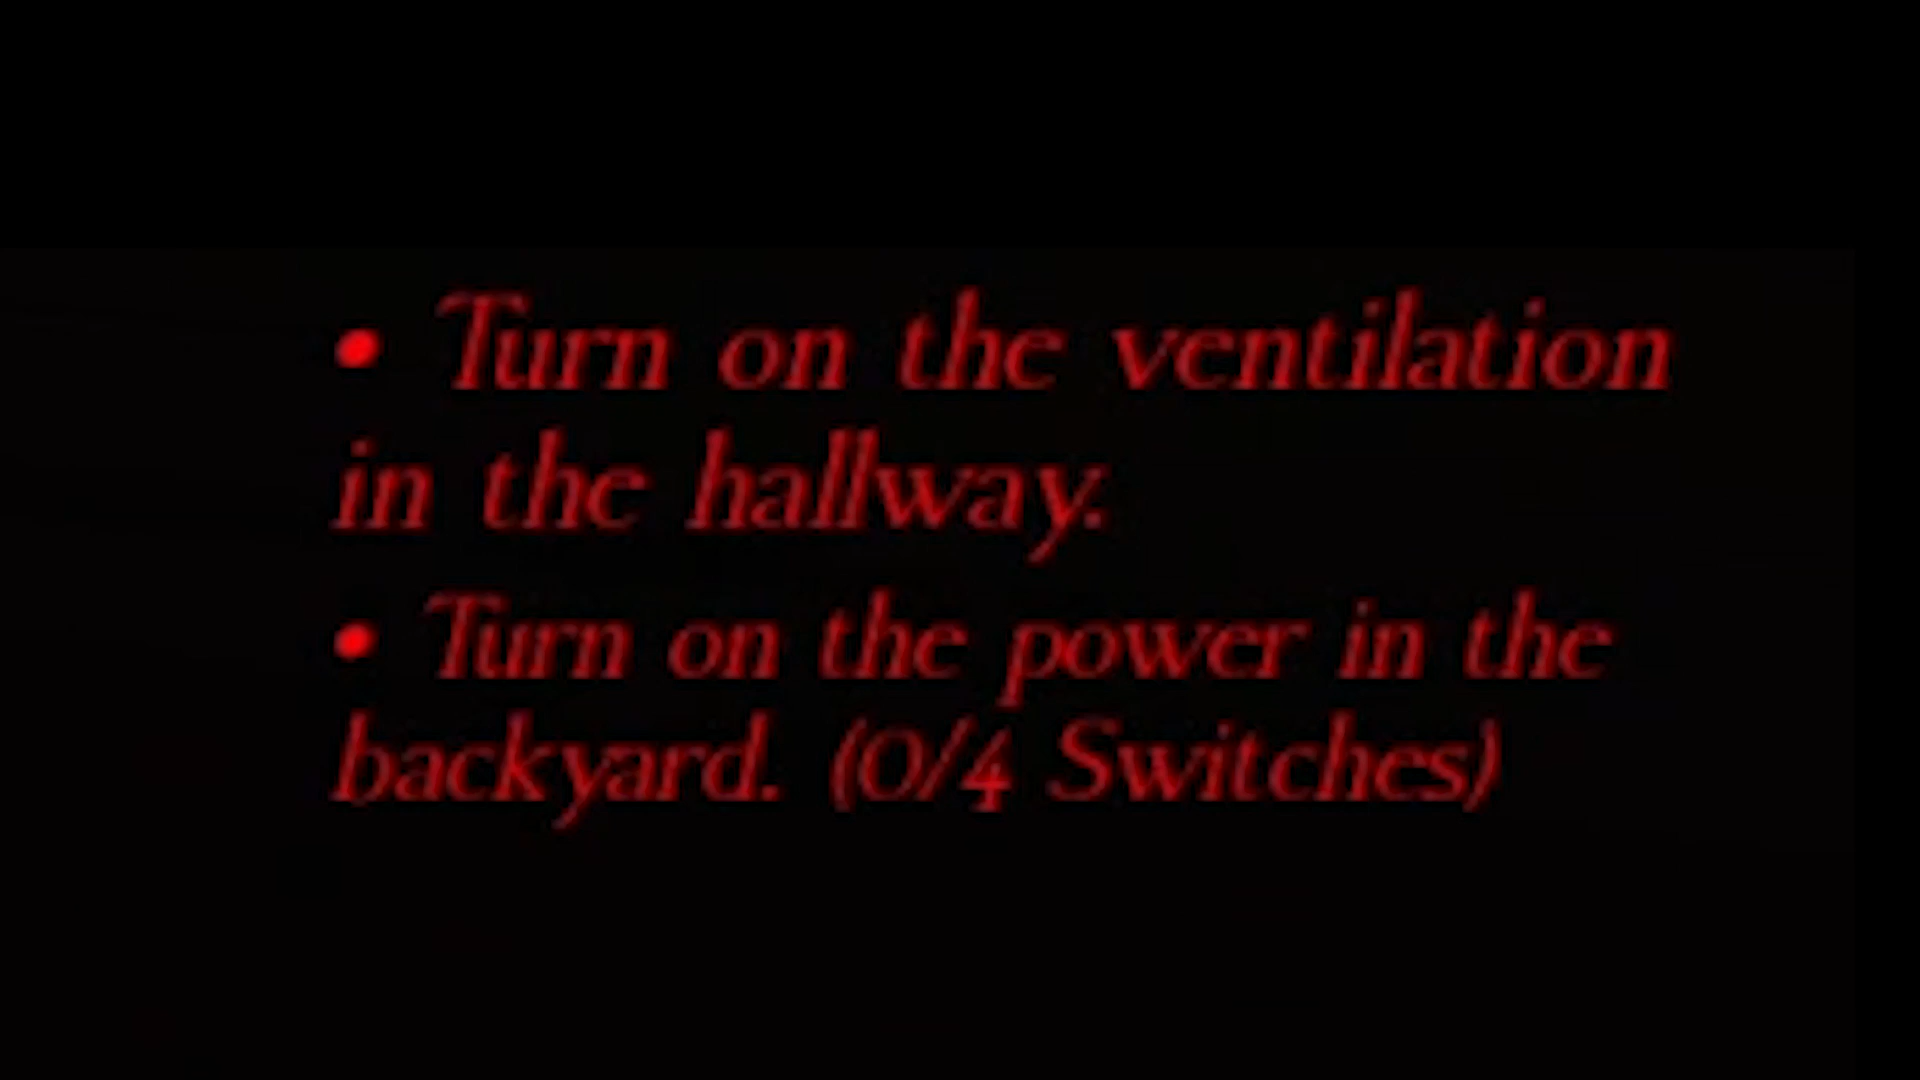 • Turn on the ventilation
in the hallway.
• Turn on the power in the
backyard. (0/4 Switches)